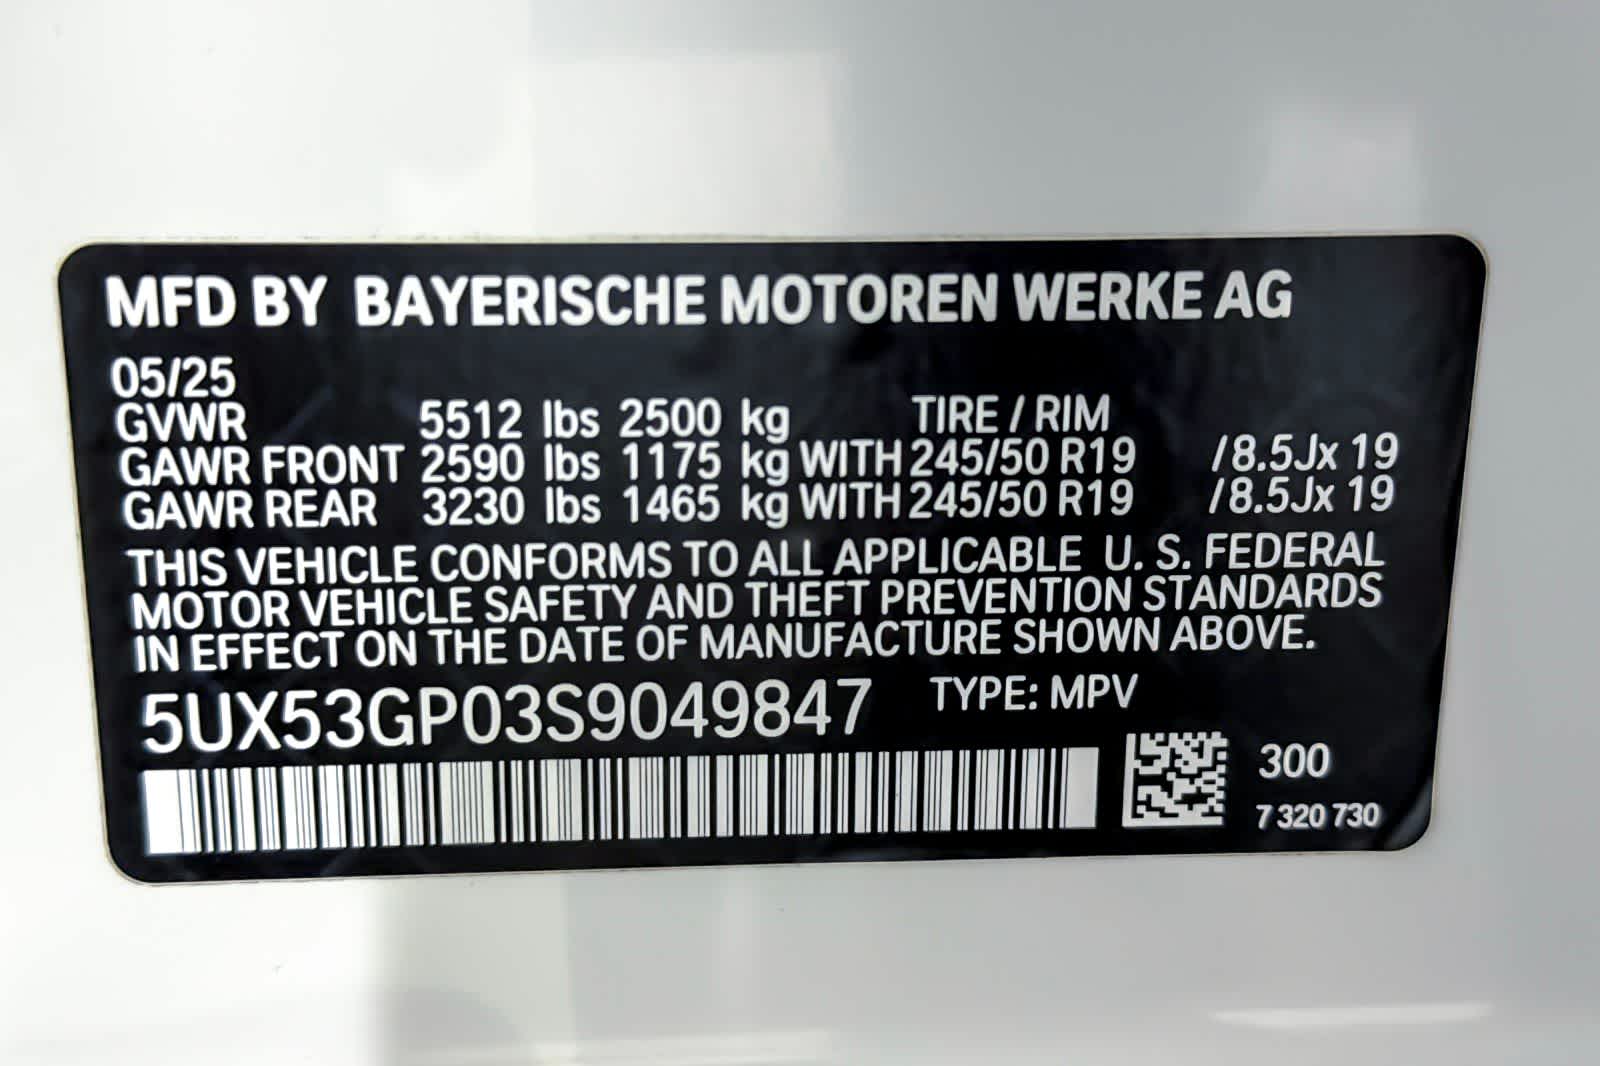 MFD BY BAYERISCHE MOTOREN WERKE AG
05/25
GVWR 5512 lbs 2500 kg TIRE / RIM
GAWR FRONT 2590 lbs 1175 kg WITH 245/50 R19 /8.5Jx 19
GAWR REAR 3230 lbs 1465 kg WITH 245/50 R19 /8.5Jx 19
THIS VEHICLE CONFORMS TO ALL APPLICABLE U. S. FEDERAL
MOTOR VEHICLE SAFETY AND THEFT PREVENTION STANDARDS
IN EFFECT ON THE DATE OF MANUFACTURE SHOWN ABOVE.
5UX53GP03S9049847 TYPE: MPV
300
7 320 730